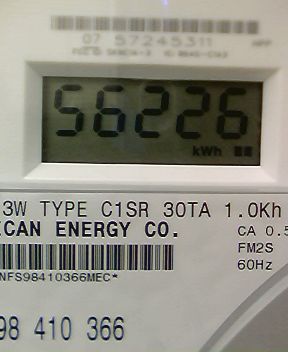 07 57245311
56226
kWh
3W TYPE C1SR 30TA 1.0Kh
ICAN ENERGY CO. CA 0.5
FM2S
NFS98410366MEC*
60Hz
98 410 366